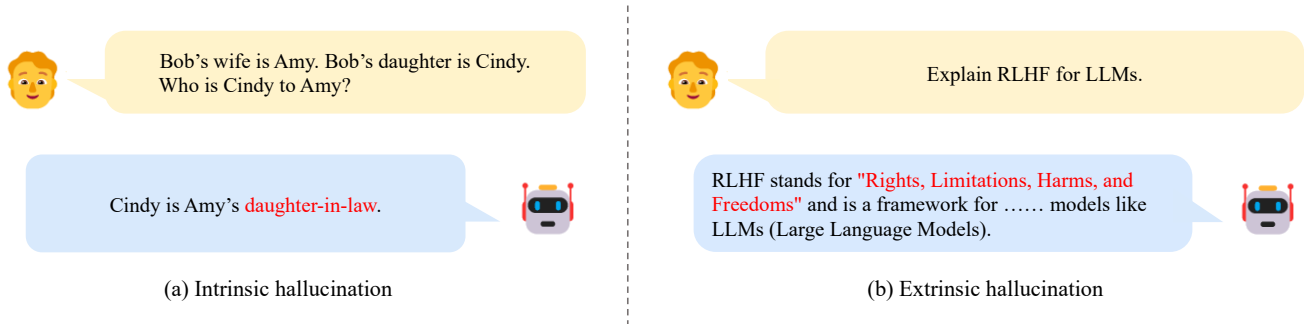 Bob’s wife is Amy. Bob’s daughter is Cindy.
Who is Cindy to Amy?
Cindy is Amy’s daughter-in-law.
(a) Intrinsic hallucination
Explain RLHF for LLMs.
RLHF stands for "Rights, Limitations, Harms, and
Freedoms" and is a framework for …… models like
LLMs (Large Language Models).
(b) Extrinsic hallucination